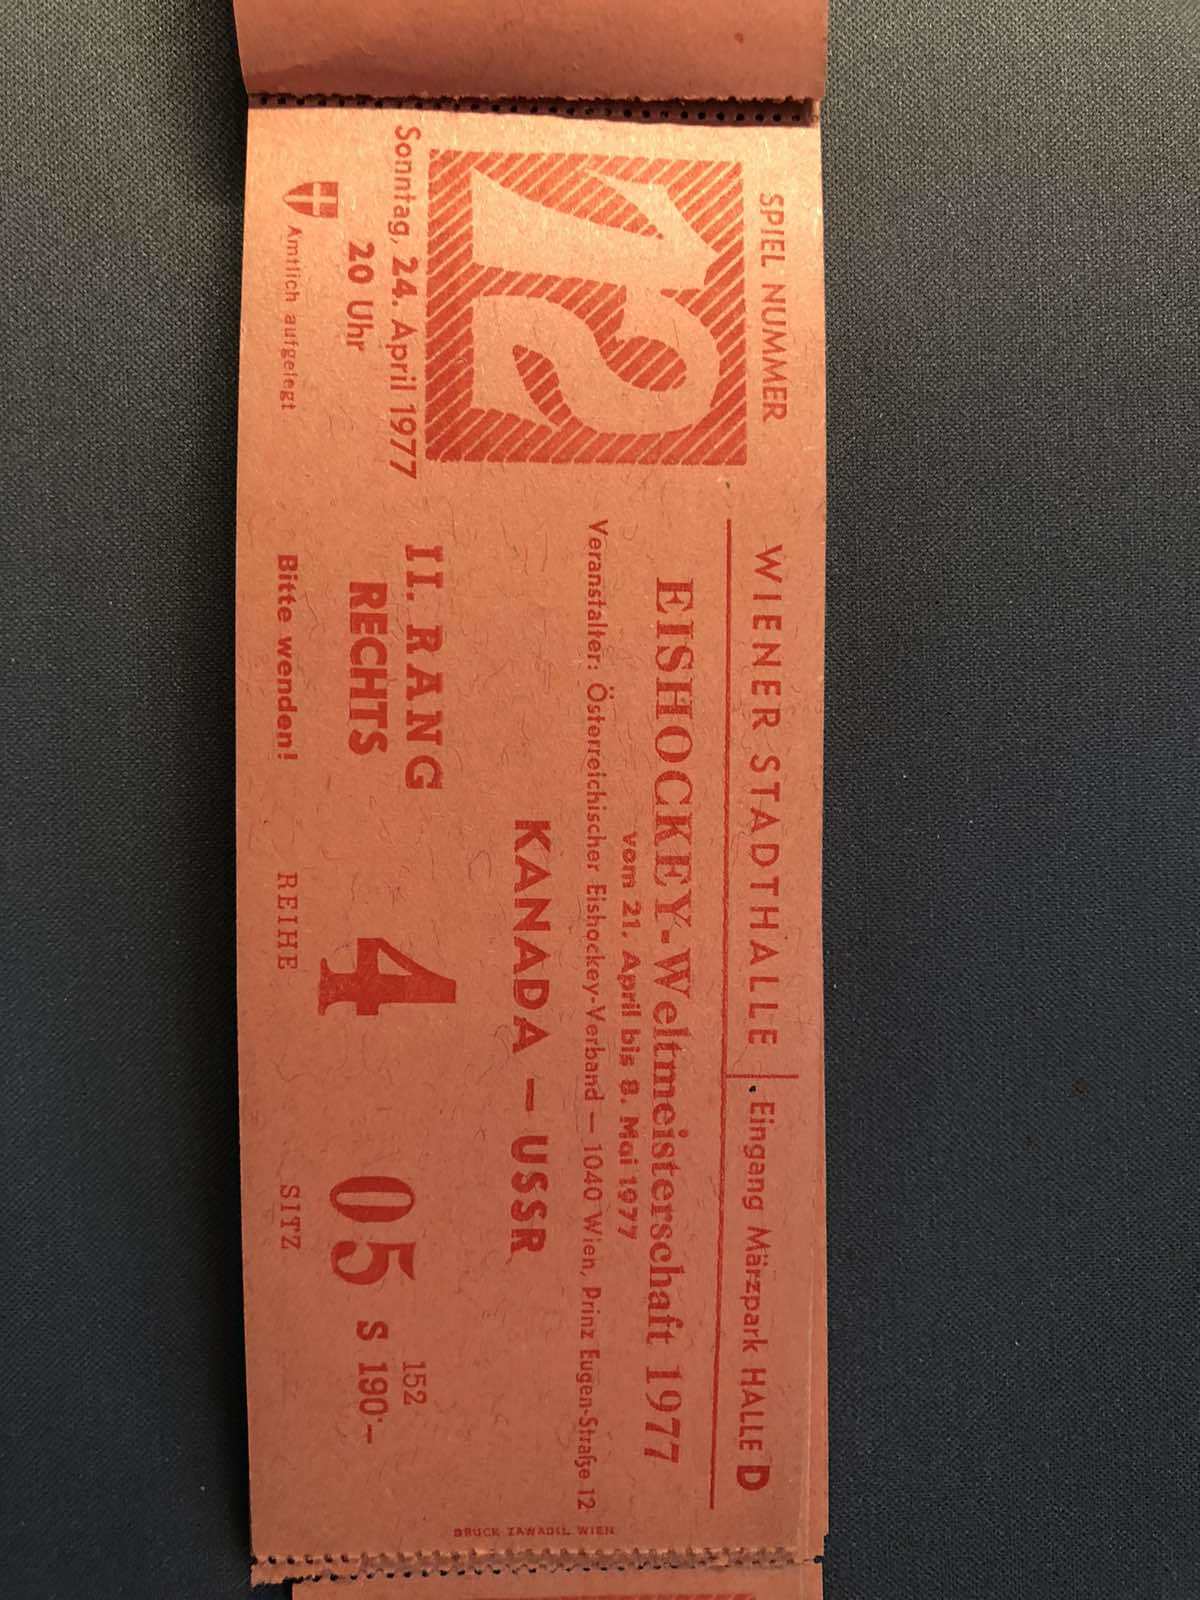 SPIEL NUMMER
12
Sonntag, 24. April 1977
20 Uhr
Amtlich aufgelegt
WIENER STADTHALLE
Eingang Märzpark HALLE D
EISHOCKEY-Weltmeisterschaft 1977
vom 21. April bis 8. Mai 1977
Veranstalter: Österreichischer Eishockey-Verband — 1040 Wien, Prinz Eugen-Straße 12
KANADA — USSR
II. RANG
RECHTS
4
05
152
S 190·–
Bitte wenden!
REIHE
SITZ
DRUCK ZAWADIL WIEN